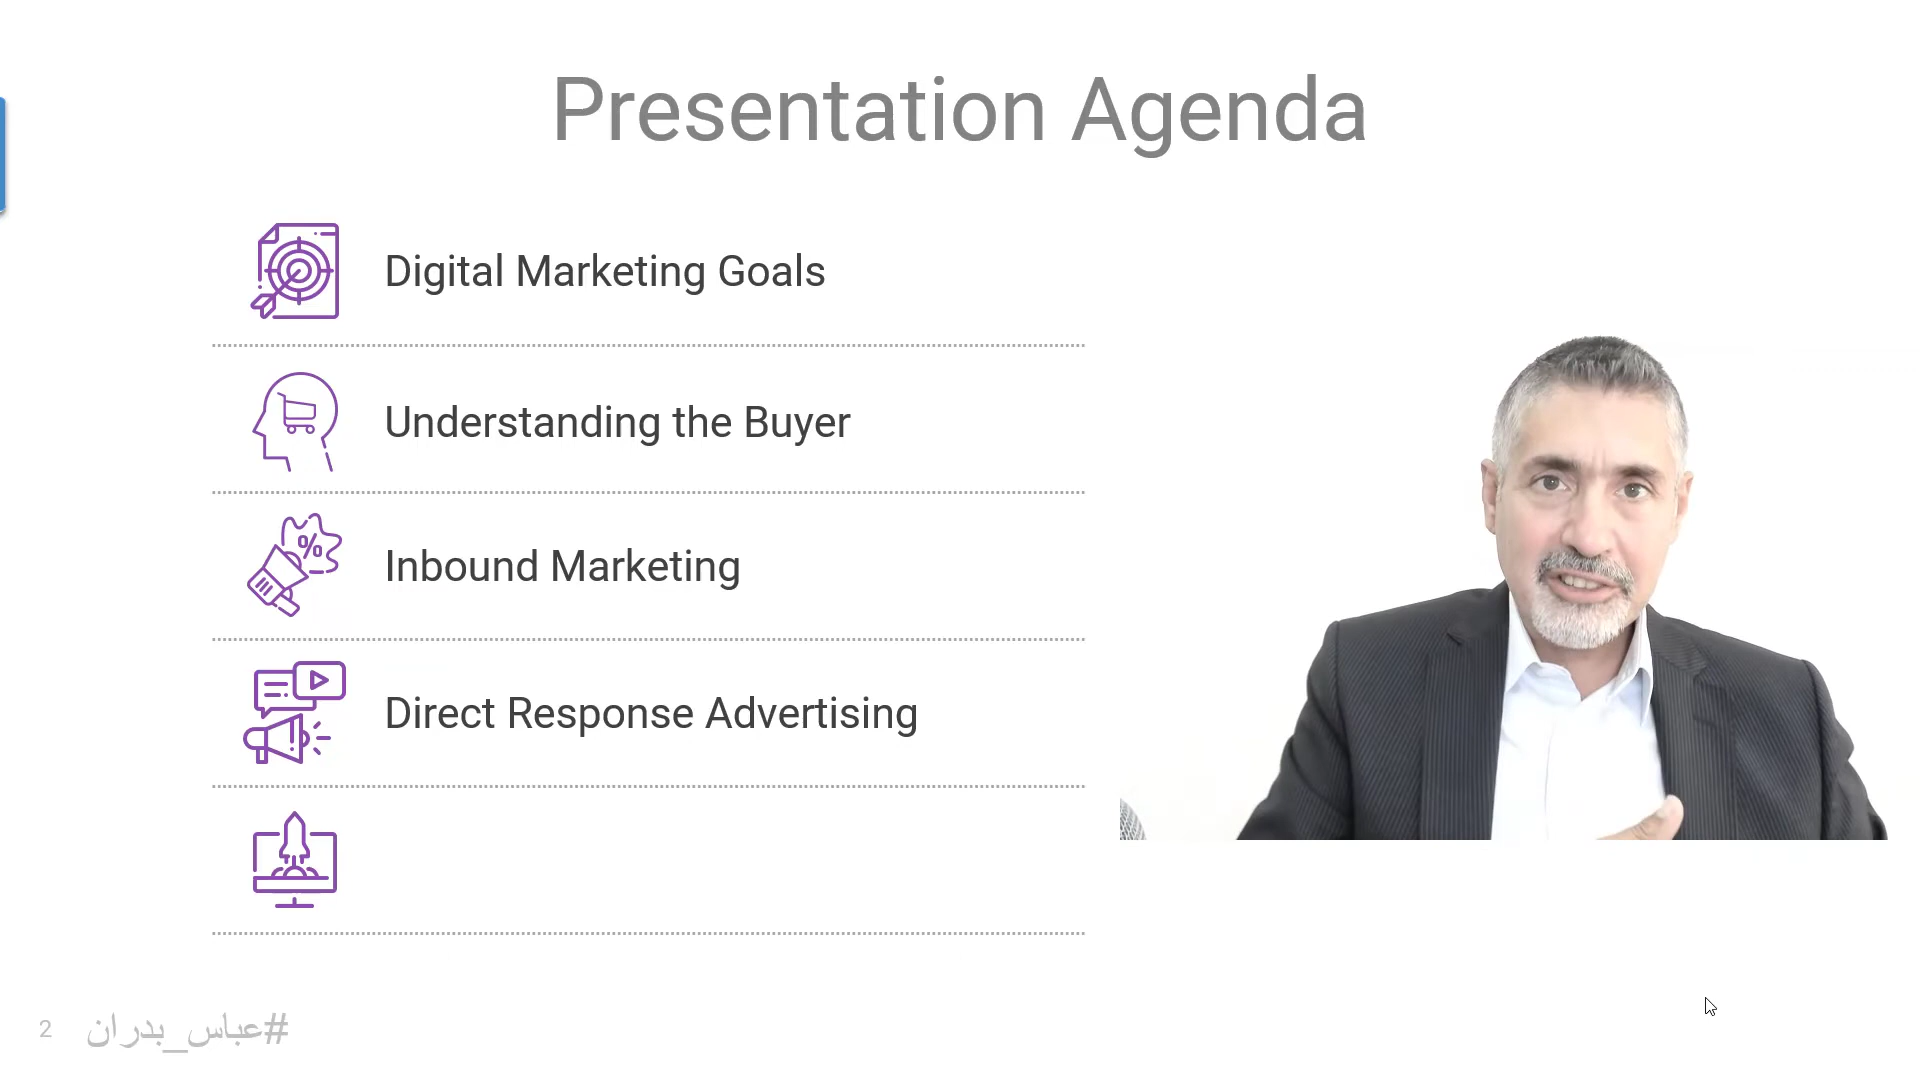 Presentation Agenda
Digital Marketing Goals
Understanding the Buyer
%
Inbound Marketing
Direct Response Advertising
2
#عباس_بدران